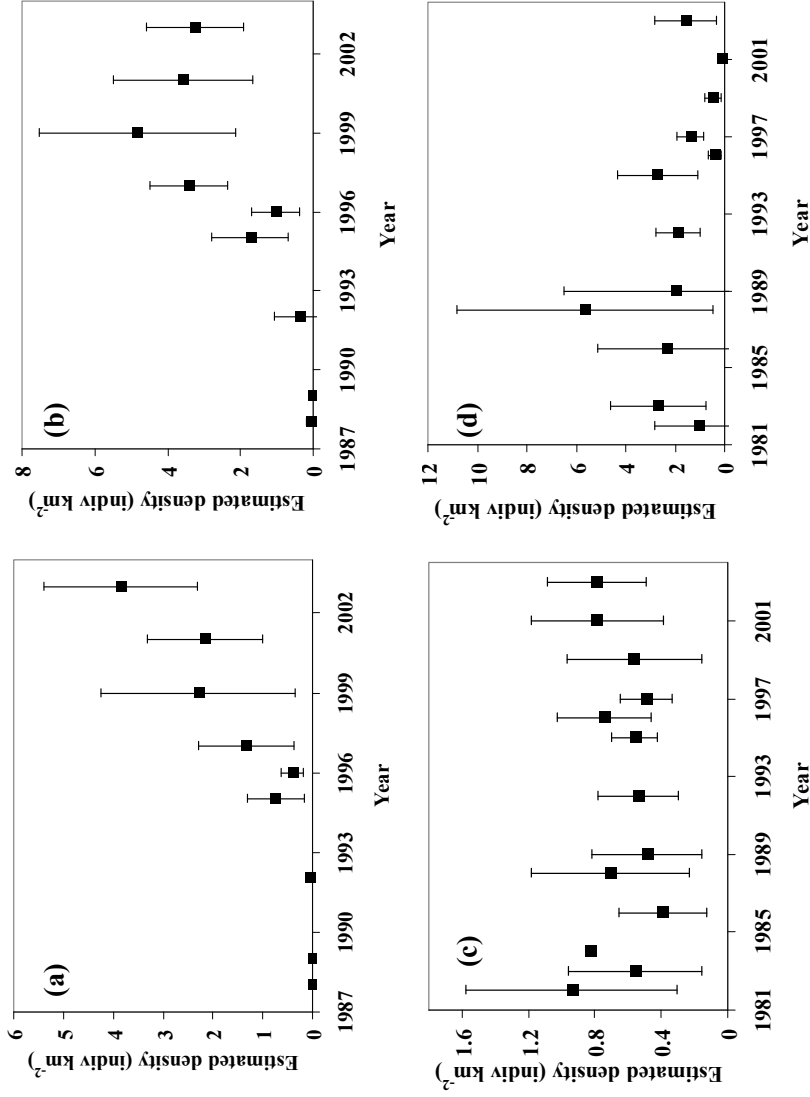 (a)
Estimated density (indiv km⁻²)
6
5
4
3
2
1
0
1987 1990 1993 1996 1999 2002
Year
(b)
Estimated density (indiv km⁻²)
8
6
4
2
0
1987 1990 1993 1996 1999 2002
Year
(c)
Estimated density (indiv km⁻²)
1.6
1.2
0.8
0.4
0
1981 1985 1989 1993 1997 2001
Year
(d)
Estimated density (indiv km⁻²)
12
10
8
6
4
2
0
1981 1985 1989 1993 1997 2001
Year